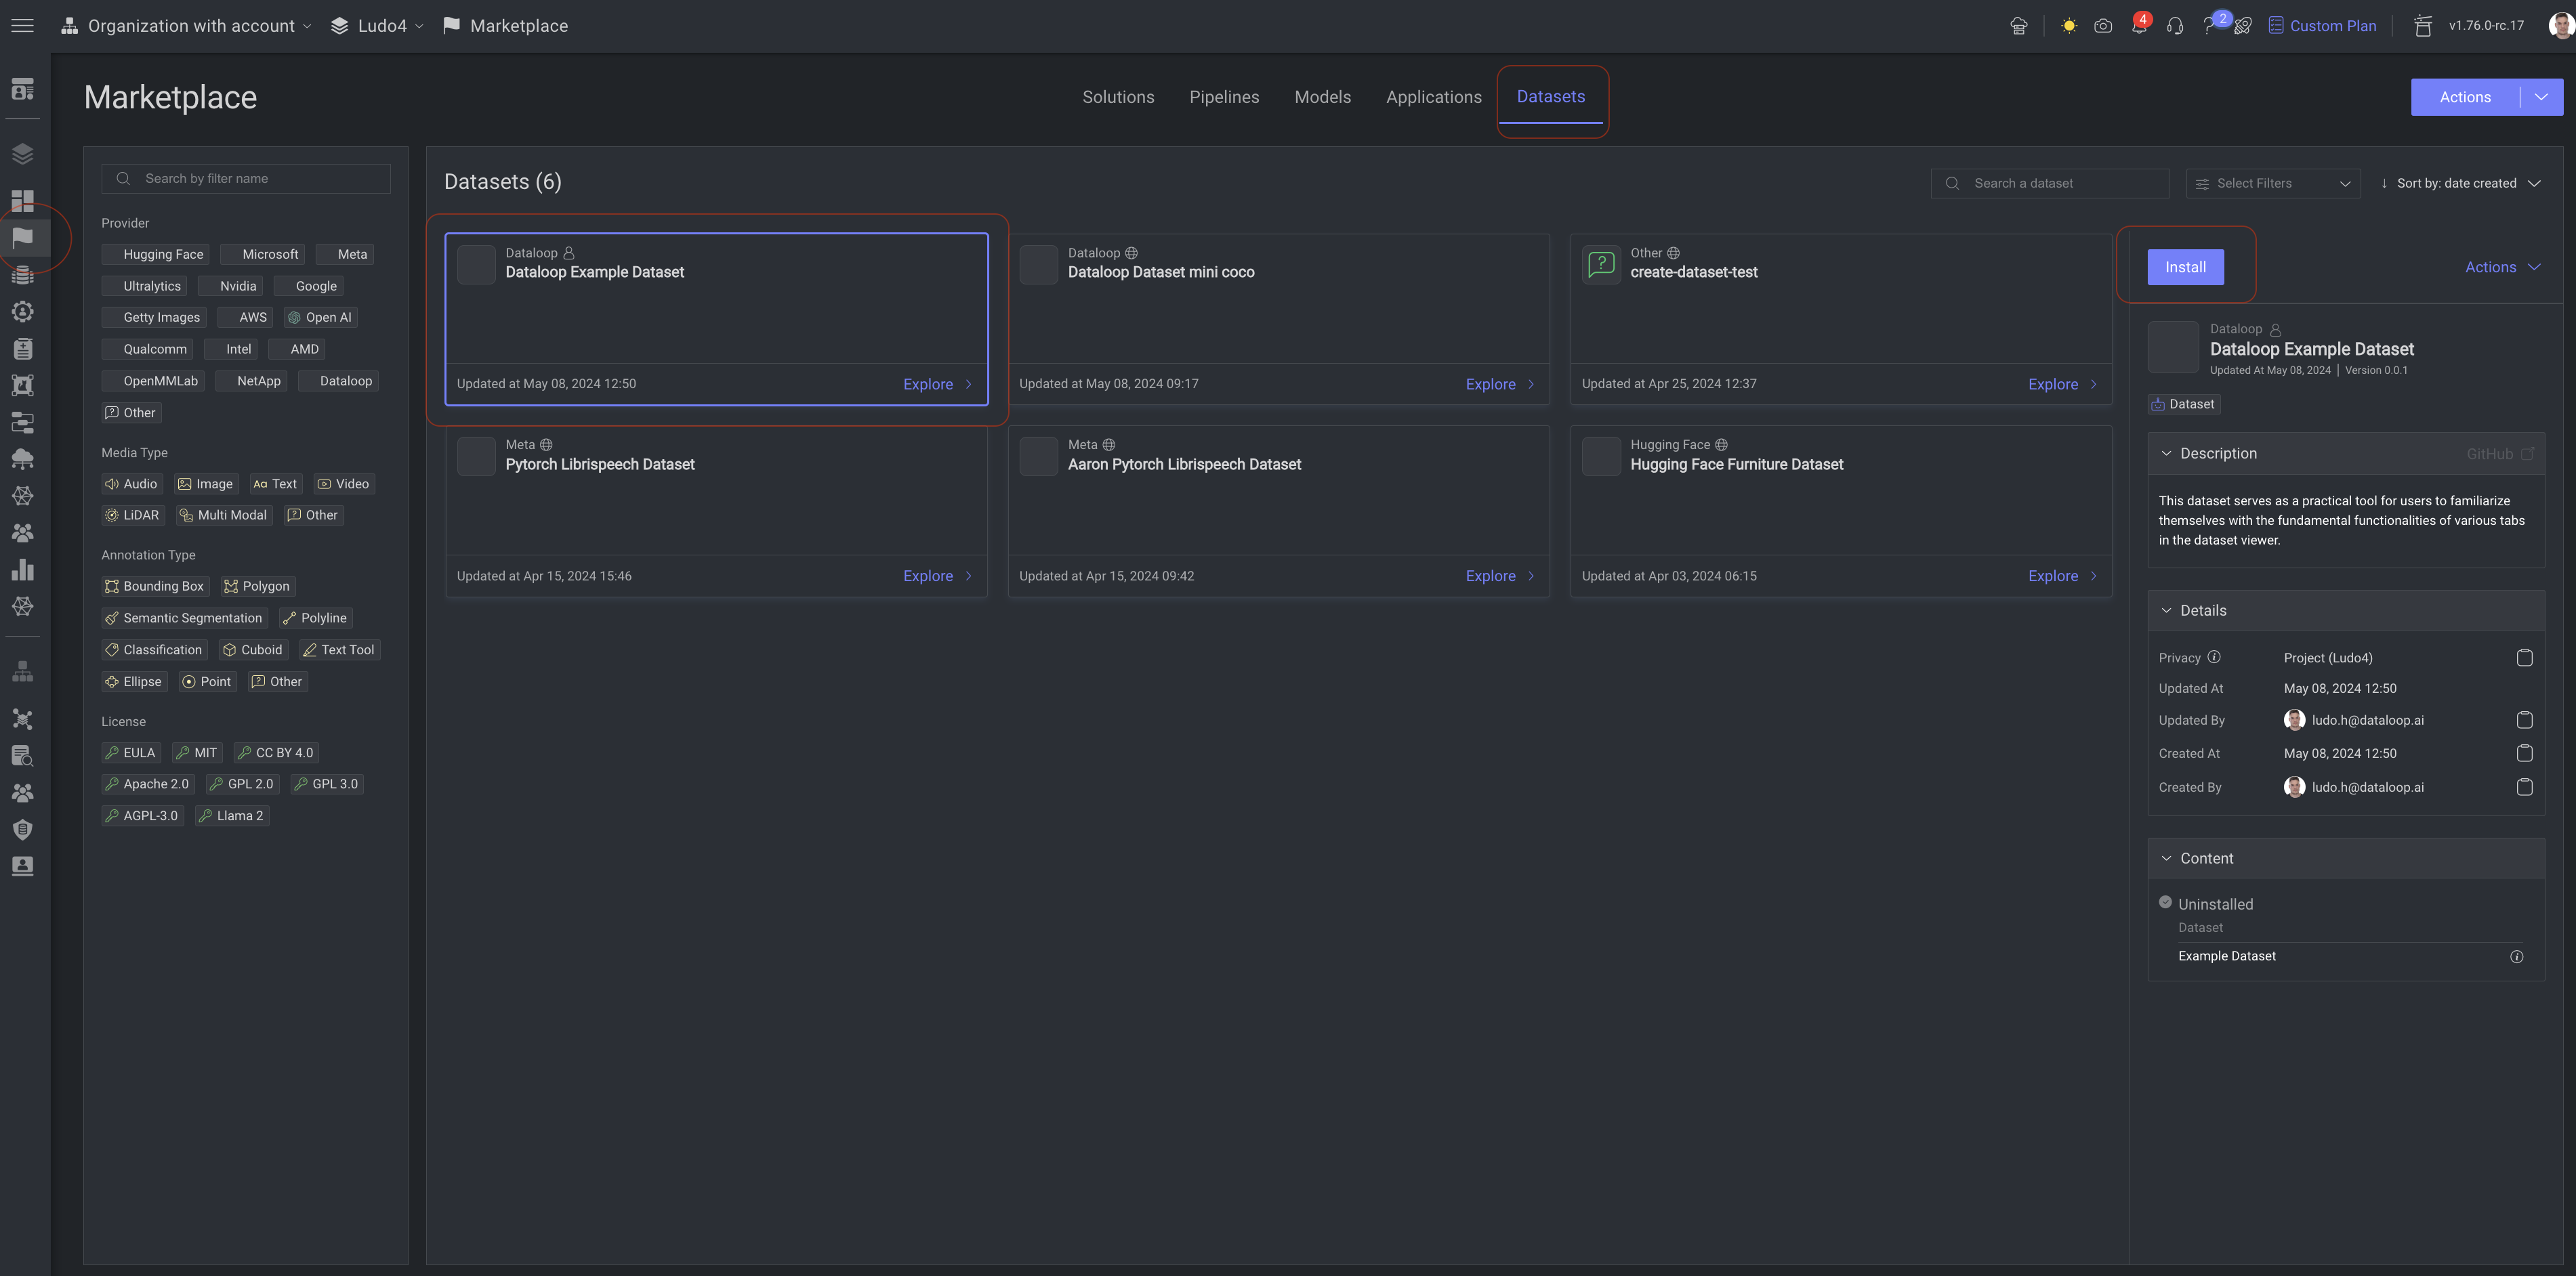 Organization with account
Ludo4
Marketplace
4
2
Custom Plan
v1.76.0-rc.17
Marketplace
Solutions
Pipelines
Models
Applications
Datasets
Actions
Search by filter name
Provider
Hugging Face
Microsoft
Meta
Ultralytics
Nvidia
Google
Getty Images
AWS
Open AI
Qualcomm
Intel
AMD
OpenMMLab
NetApp
Dataloop
Other
Media Type
Audio
Image
Aa Text
Video
LiDAR
Multi Modal
Other
Annotation Type
Bounding Box
Polygon
Semantic Segmentation
Polyline
Classification
Cuboid
Text Tool
Ellipse
Point
Other
License
EULA
MIT
CC BY 4.0
Apache 2.0
GPL 2.0
GPL 3.0
AGPL-3.0
Llama 2
Datasets (6)
Search a dataset
Select Filters
↓ Sort by: date created
Dataloop
Dataloop Example Dataset
Updated at May 08, 2024 12:50
Explore
Dataloop
Dataloop Dataset mini coco
Updated at May 08, 2024 09:17
Explore
Other
create-dataset-test
Updated at Apr 25, 2024 12:37
Explore
Meta
Pytorch Librispeech Dataset
Updated at Apr 15, 2024 15:46
Explore
Meta
Aaron Pytorch Librispeech Dataset
Updated at Apr 15, 2024 09:42
Explore
Hugging Face
Hugging Face Furniture Dataset
Updated at Apr 03, 2024 06:15
Explore
Install
Actions
Dataloop
Dataloop Example Dataset
Updated At May 08, 2024 | Version 0.0.1
Dataset
Description
GitHub
This dataset serves as a practical tool for users to familiarize
themselves with the fundamental functionalities of various tabs
in the dataset viewer.
Details
Privacy
Project (Ludo4)
Updated At
May 08, 2024 12:50
Updated By
ludo.h@dataloop.ai
Created At
May 08, 2024 12:50
Created By
ludo.h@dataloop.ai
Content
Uninstalled
Dataset
Example Dataset